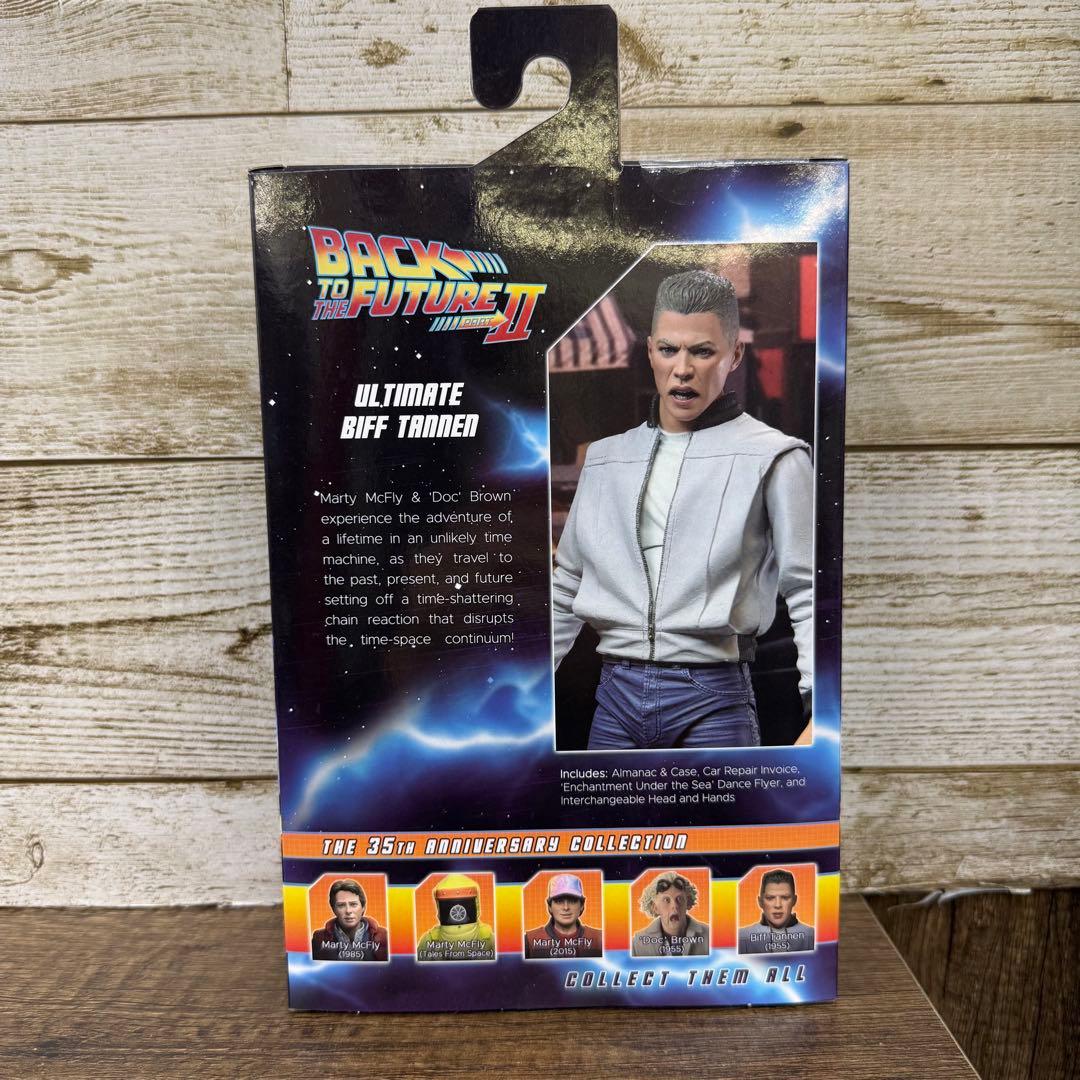 BACK
TO THE FUTURE
PART II
ULTIMATE
BIFF TANNEN
Marty McFly & 'Doc' Brown
experience the adventure of
a lifetime in an unlikely time
machine, as they travel to
the past, present, and future
setting off a time-shattering
chain reaction that disrupts
the time-space continuum!
Includes: Almanac & Case, Car Repair Invoice,
'Enchantment Under the Sea' Dance Flyer, and
Interchangeable Head and Hands
THE 35TH ANNIVERSARY COLLECTION
Marty McFly
(1985)
Marty McFly
(Tales From Space)
Marty McFly
(2015)
'Doc' Brown
(1955)
Biff Tannen
(1955)
COLLECT THEM ALL